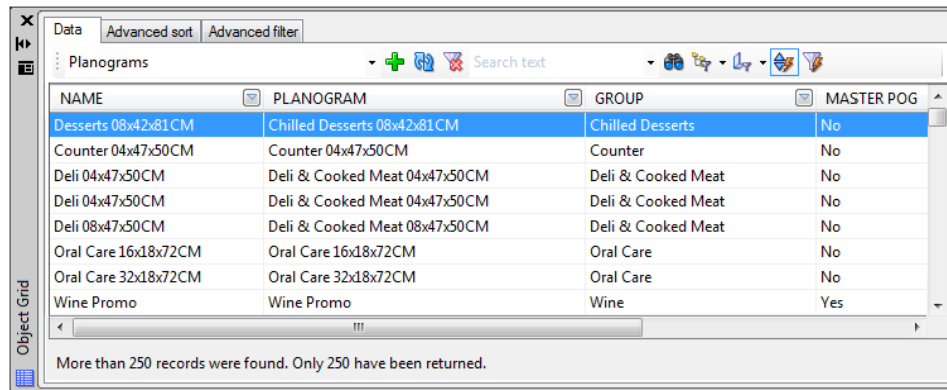 Data Advanced sort Advanced filter
Planograms Search text
NAME PLANOGRAM GROUP MASTER POG
Desserts 08x42x81CM Chilled Desserts 08x42x81CM Chilled Desserts No
Counter 04x47x50CM Counter 04x47x50CM Counter No
Deli 04x47x50CM Deli & Cooked Meat 04x47x50CM Deli & Cooked Meat No
Deli 04x47x50CM Deli & Cooked Meat 04x47x50CM Deli & Cooked Meat No
Deli 08x47x50CM Deli & Cooked Meat 08x47x50CM Deli & Cooked Meat No
Oral Care 16x18x72CM Oral Care 16x18x72CM Oral Care No
Oral Care 32x18x72CM Oral Care 32x18x72CM Oral Care No
Wine Promo Wine Promo Wine Yes
More than 250 records were found. Only 250 have been returned.
Object Grid